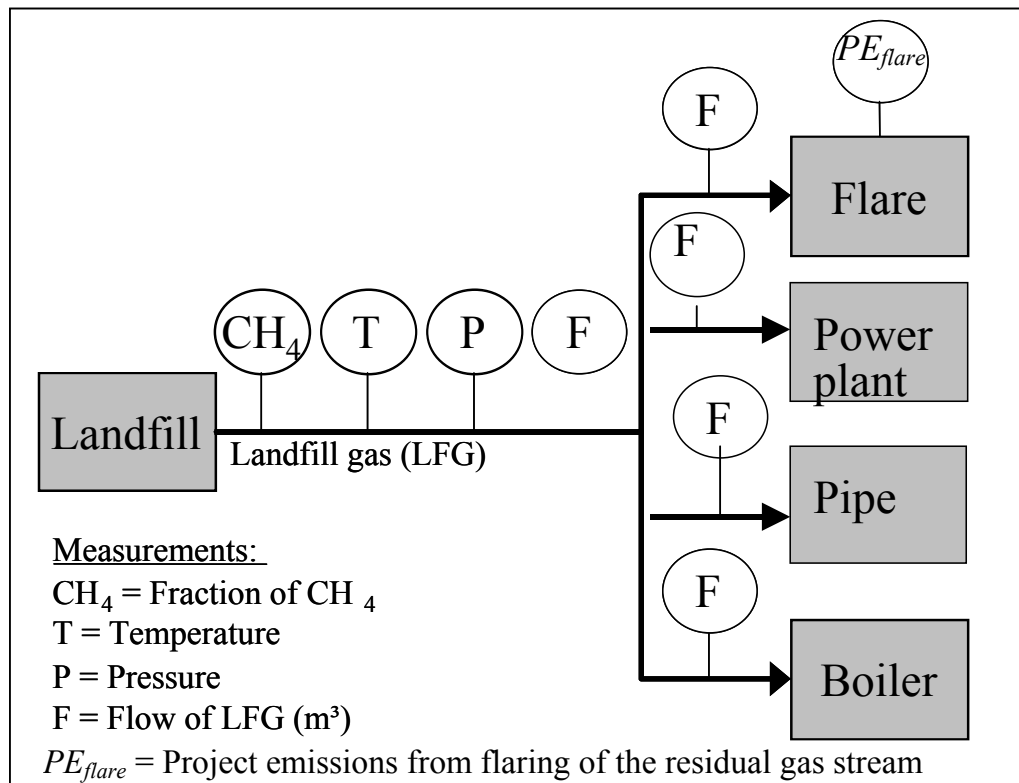 PE_flare
F
Flare
F
CH₄ T P F
Power
plant
Landfill
Landfill gas (LFG)
F
Pipe
Measurements:
CH₄ = Fraction of CH ₄
F
T = Temperature
P = Pressure
Boiler
F = Flow of LFG (m³)
PE_flare = Project emissions from flaring of the residual gas stream